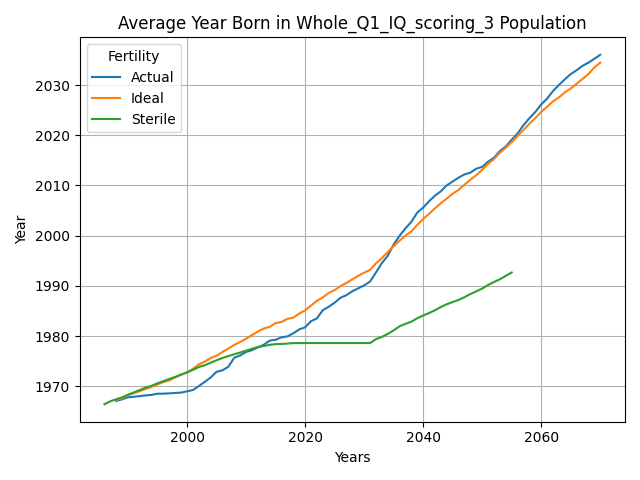 Average Year Born in Whole_Q1_IQ_scoring_3 Population
Fertility
Actual
Ideal
Sterile
Year
2030
2020
2010
2000
1990
1980
1970
2000 2020 2040 2060
Years